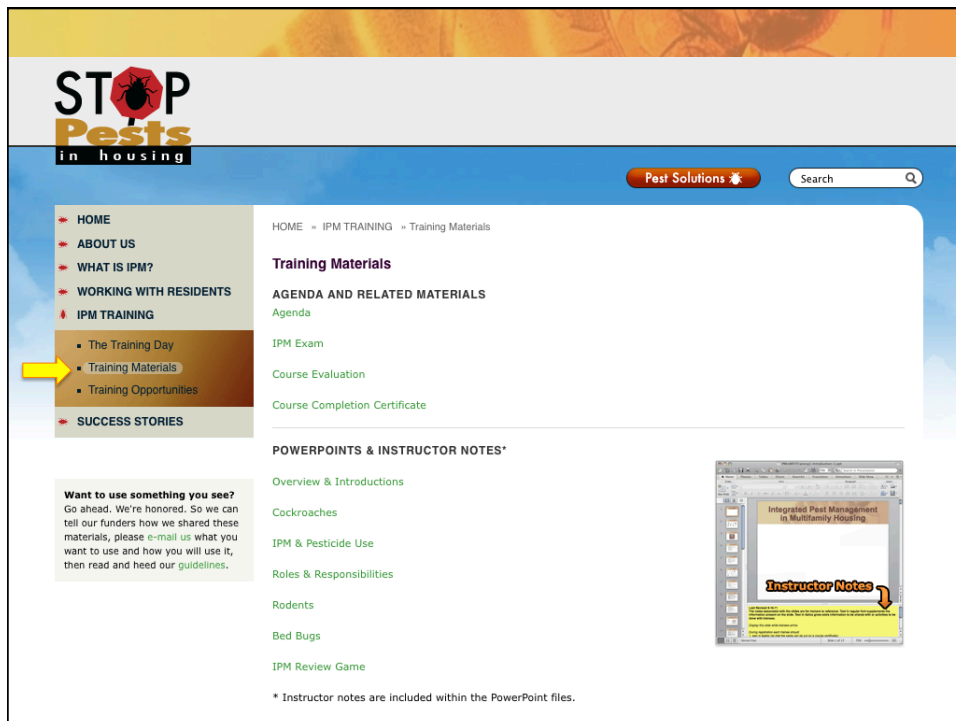 STOP
Pests
in housing
Pest Solutions
Search
HOME
ABOUT US
WHAT IS IPM?
WORKING WITH RESIDENTS
IPM TRAINING
The Training Day
Training Materials
Training Opportunities
SUCCESS STORIES
Want to use something you see?
Go ahead. We're honored. So we can
tell our funders how we shared these
materials, please e-mail us what you
want to use and how you will use it,
then read and heed our guidelines.
HOME » IPM TRAINING » Training Materials
Training Materials
AGENDA AND RELATED MATERIALS
Agenda
IPM Exam
Course Evaluation
Course Completion Certificate
POWERPOINTS & INSTRUCTOR NOTES*
Overview & Introductions
Cockroaches
IPM & Pesticide Use
Roles & Responsibilities
Rodents
Bed Bugs
IPM Review Game
* Instructor notes are included within the PowerPoint files.
Integrated Pest Management
in Multifamily Housing
Instructor Notes